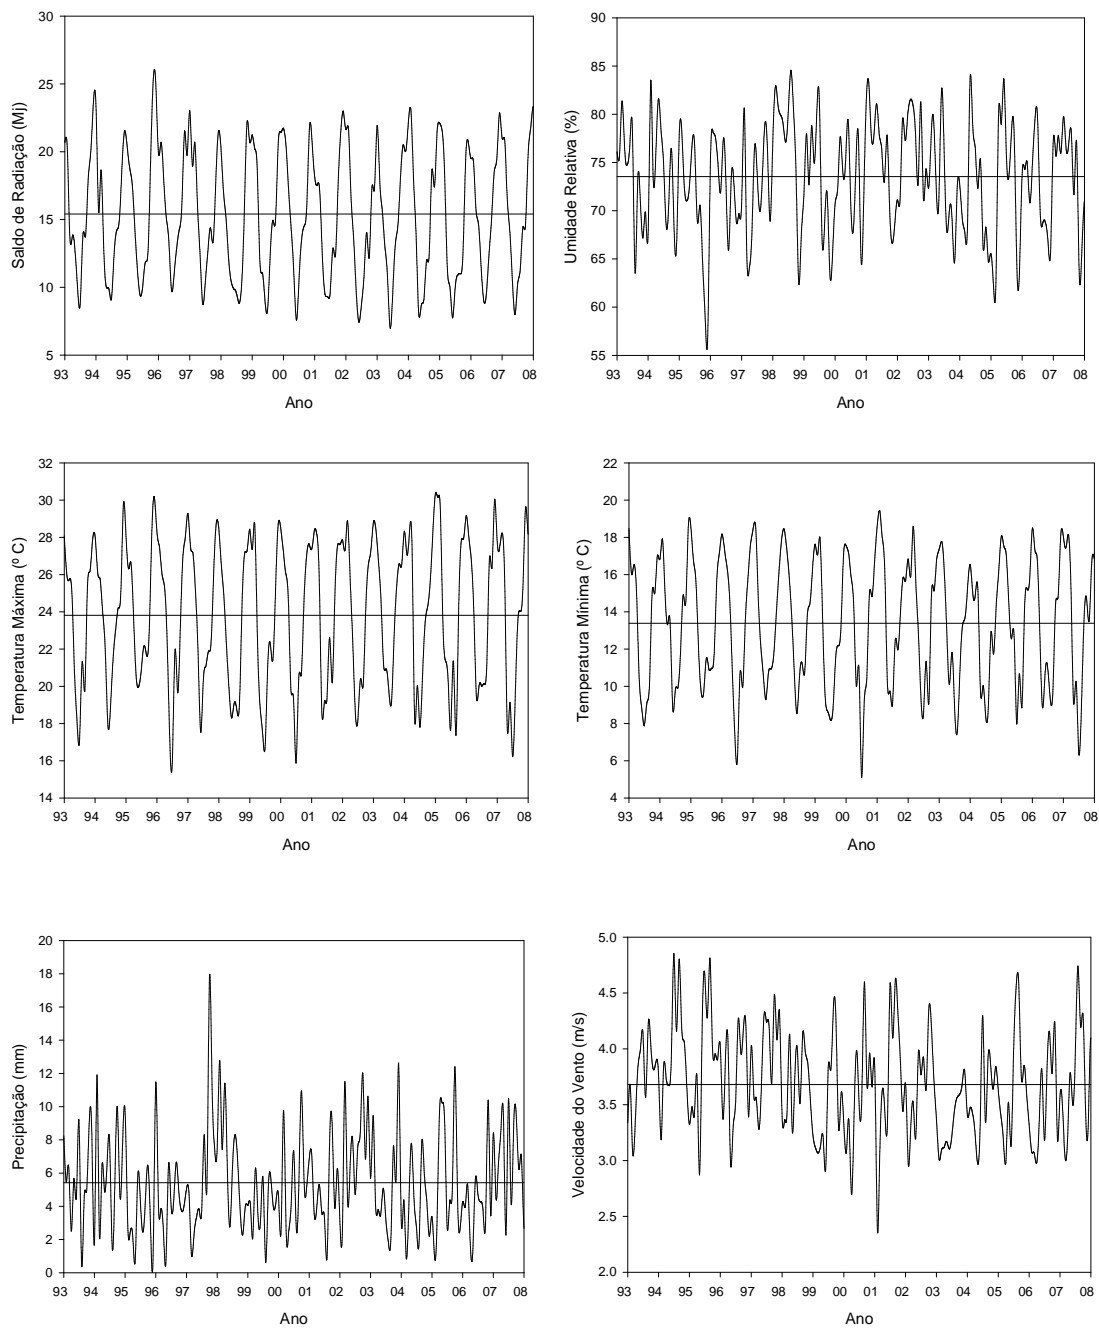 30
25
20
15
10
5
Saldo de Radiação (Mj)
93 94 95 96 97 98 99 00 01 02 03 04 05 06 07 08
Ano
90
85
80
75
70
65
60
55
Umidade Relativa (%)
93 94 95 96 97 98 99 00 01 02 03 04 05 06 07 08
Ano
32
30
28
26
24
22
20
18
16
14
Temperatura Máxima (º C)
93 94 95 96 97 98 99 00 01 02 03 04 05 06 07 08
Ano
22
20
18
16
14
12
10
8
6
4
Temperatura Mínima (º C)
93 94 95 96 97 98 99 00 01 02 03 04 05 06 07 08
Ano
20
18
16
14
12
10
8
6
4
2
0
Precipitação (mm)
93 94 95 96 97 98 99 00 01 02 03 04 05 06 07 08
Ano
5.0
4.5
4.0
3.5
3.0
2.5
2.0
Velocidade do Vento (m/s)
93 94 95 96 97 98 99 00 01 02 03 04 05 06 07 08
Ano